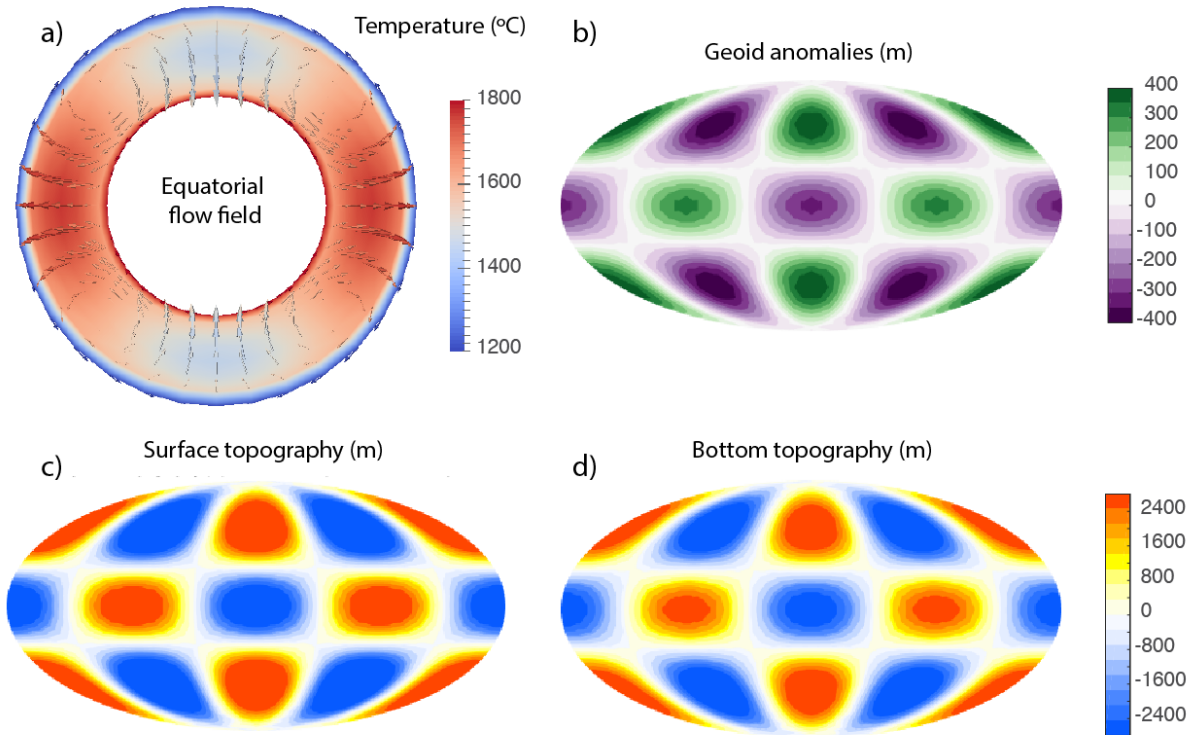 a)
Temperature (ºC)
1800
1600
1400
1200
Equatorial
flow field
b)
Geoid anomalies (m)
400
300
200
100
0
-100
-200
-300
-400
c)
Surface topography (m)
d)
Bottom topography (m)
2400
1600
800
0
-800
-1600
-2400